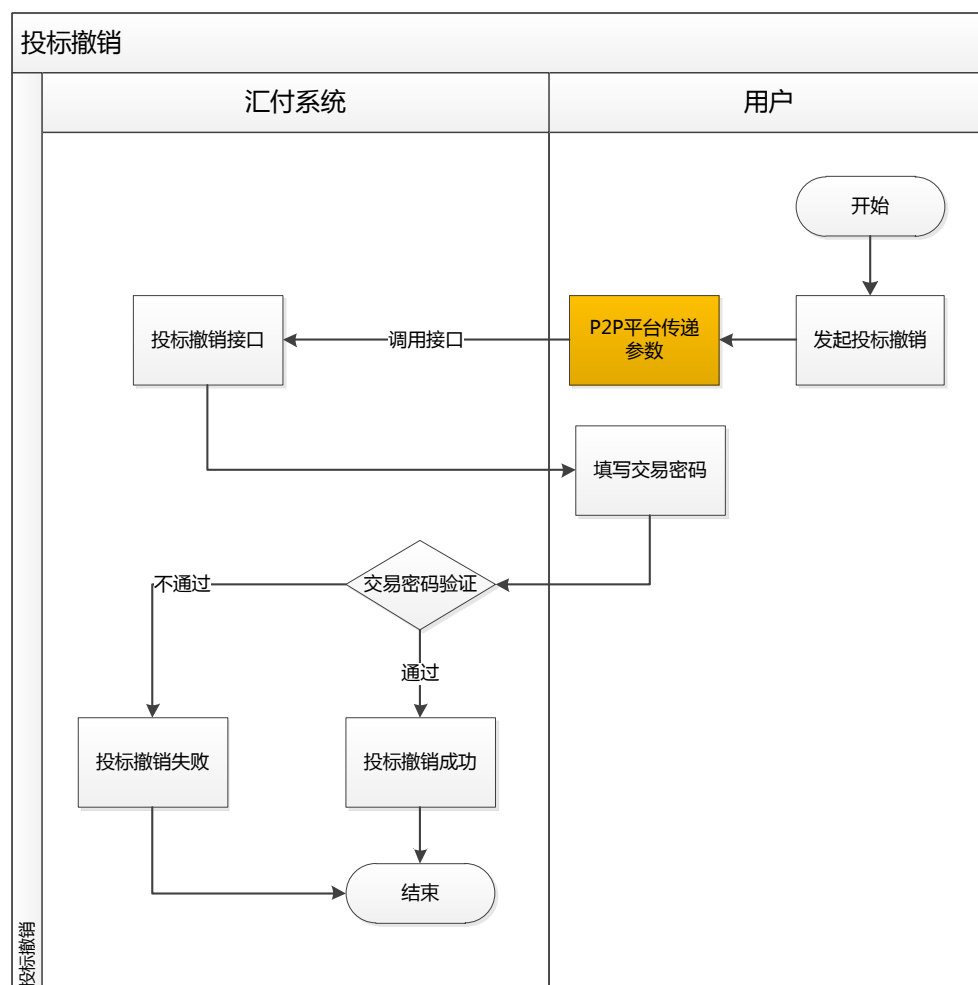 投标撤销
汇付系统
用户
开始
投标撤销接口
调用接口
P2P平台传递
参数
发起投标撤销
填写交易密码
不通过
交易密码验证
通过
投标撤销失败
投标撤销成功
结束
投标撤销